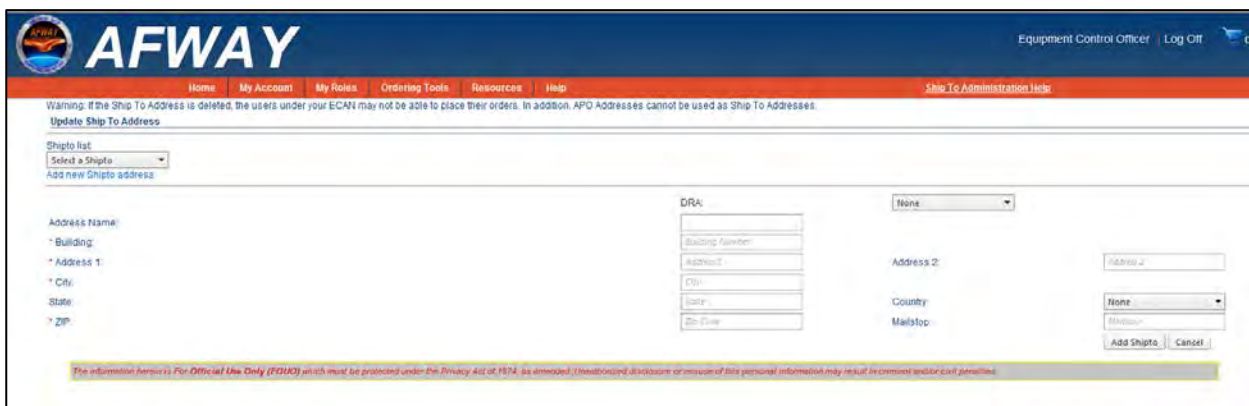 AFWAY
AFWAY
Equipment Control Officer | Log Off
Home My Account My Roles Ordering Tools Resources Help Ship To Administration Help
Warning: If the Ship To Address is deleted, the users under your ECAN may not be able to place their orders. In addition, APO Addresses cannot be used as Ship To Addresses.
Update Ship To Address
Shipto list:
Select a Shipto
Add new Shipto address
DRA: None
Address Name:
* Building: Building Number
* Address 1: Address 1 Address 2: Address 2
* City: City
State: State Country: None
* ZIP: Zip Code Mailstop: Mailstop
Add Shipto Cancel
The information herein is For Official Use Only (FOUO) which must be protected under the Privacy Act of 1974, as amended. Unauthorized disclosure or misuse of this personal information may result in criminal and/or civil penalties.